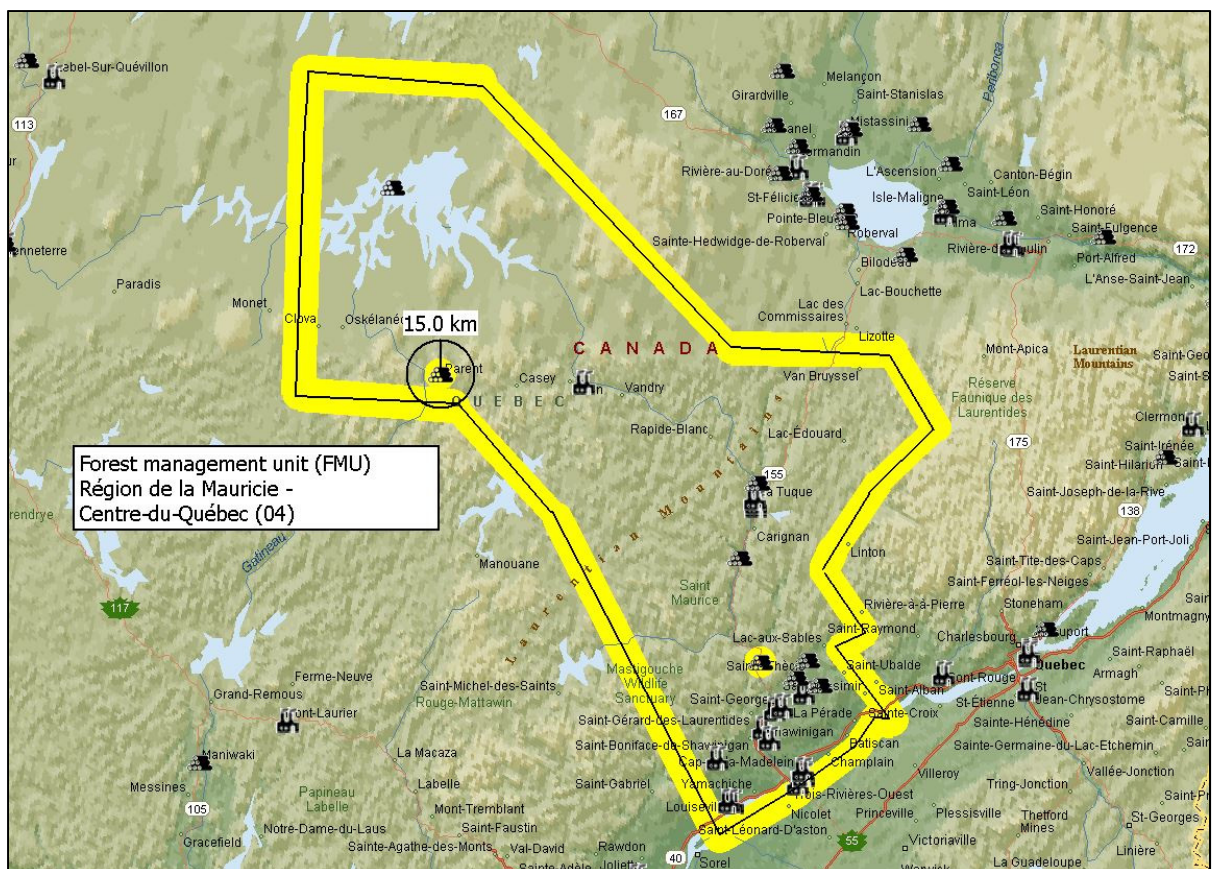 abel-Sur-Quévillon
113
Melançon
Girardville
Saint-Stanislas
Peribonca
167
Mistassini
Rivière-au-Doré
L'Ascension
Canton-Bégin
Saint-Léon
Isle-Maligne
Pointe-Bleu
Saint-Honoré
Saint-Fulgence
Sainte-Hedwidge-de-Roberval
Roberval
172
Port-Alfred
Bilodeau
L'Anse-Saint-Jean
Lac-Bouchette
Paradis
Monet
Clova
Lac des
Commissaires
15.0 km
CANADA
Lizotte
Mont-Apica
Laurentian
Mountains
Parent
Casey
Vandry
Van Bruyssel
QUEBEC
Réserve
Faunique des
Laurentides
Rapide-Blanc
Lac-Édouard
175
Saint-Irénée
Saint-Hilarion
Forest management unit (FMU)
Région de la Mauricie -
Centre-du-Québec (04)
155
Saint-Joseph-de-la-Rive
138
Carignan
Saint-Jean-Port-Joli
Linton
Gatineau
Manouane
Laurentian Mountains
Saint-Tite-des-Caps
Saint-Ferréol-les-Neiges
Saint
Maurice
117
Rivière-à-à-Pierre
Stoneham
Montmagny
Saint-Raymond
Charlesbourg
Lac-aux-Sables
Mastigouche
Wildlife
Sanctuary
Saint-Ubalde
Quebec
Saint-Raphaël
Armagh
Ferme-Neuve
Grand-Remous
Saint-Michel-des-Saints
Rouge-Mattawin
Saint-Alban
Saint-George
La Pérade
Sainte-Croix
St-Étienne
Jean-Chrysostome
Sainte-Hénédine
Saint-Camille
Saint-Gérard-des-Laurentides
Saint-Boniface-de-Shawinigan
Batiscan
Sainte-Germaine-du-Lac-Etchemin
La Macaza
Maniwaki
Champlain
Villeroy
Vallée-Jonction
Messines
Labelle
Saint-Gabriel
Yamachiche
Tring-Jonction
Papineau
Labelle
105
Mont-Tremblant
Nicolet
Princeville
Plessisville
Thetford
Mines
St-Georges
Notre-Dame-du-Laus
Saint-Faustin
Saint-Léonard-D'aston
Gracefield
Sainte-Agathe-des-Monts
Val-David
Rawdon
55
Victoriaville
Linière
40
Sorel
La Guadeloupe